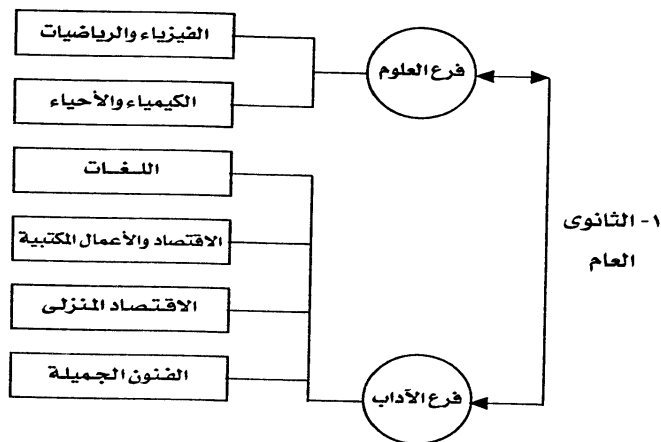 ١- الثانوى
العام
فرع العلوم
الفيزياء والرياضيات
الكيمياء والأحياء
فرع الآداب
اللغات
الاقتصاد والأعمال المكتبية
الاقتصاد المنزلى
الفنون الجميلة